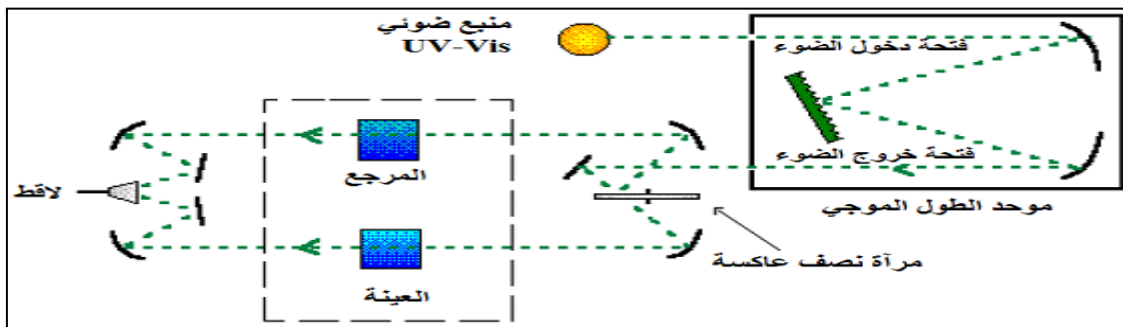 منبع ضوئي
UV-Vis
فتحة دخول الضوء
فتحة خروج الضوء
موحد الطول الموجي
مرآة نصف عاكسة
المرجع
العينة
لاقط